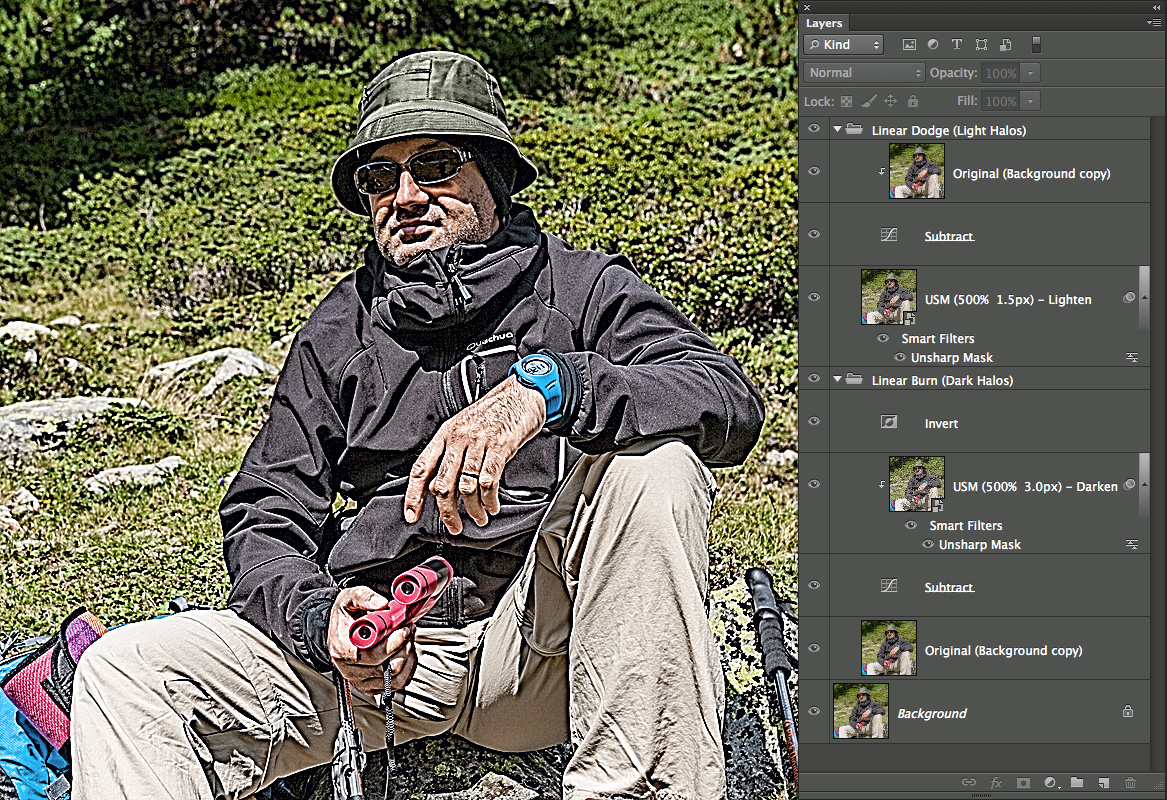 Quechua
Layers
Kind
T
Normal
Opacity:
100%
Lock:
Fill:
100%
Linear Dodge (Light Halos)
Original (Background copy)
Subtract
USM (500%  1.5px) – Lighten
Smart Filters
Unsharp Mask
Linear Burn (Dark Halos)
Invert
USM (500%  3.0px) – Darken
Smart Filters
Unsharp Mask
Subtract
Original (Background copy)
Background
fx